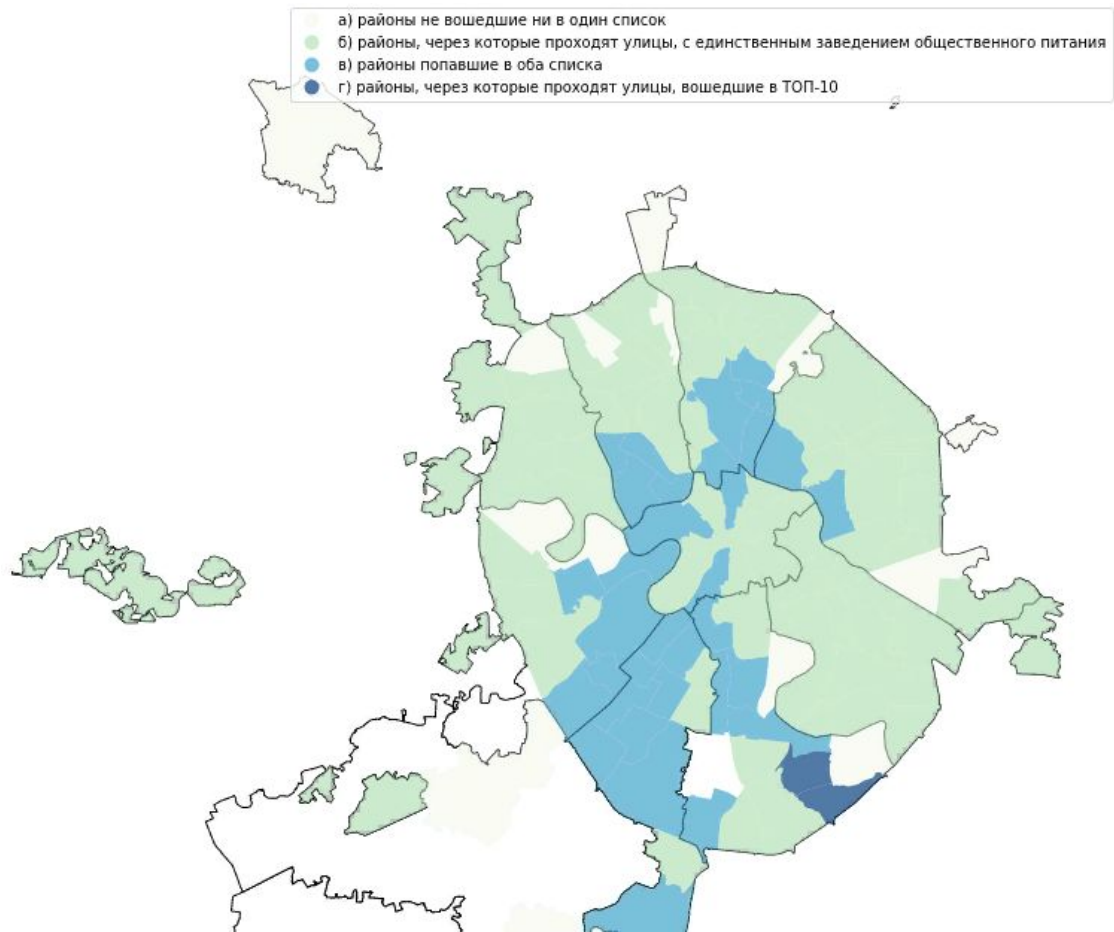 а) районы не вошедшие ни в один список
б) районы, через которые проходят улицы, с единственным заведением общественного питания
в) районы попавшие в оба списка
г) районы, через которые проходят улицы, вошедшие в ТОП-10